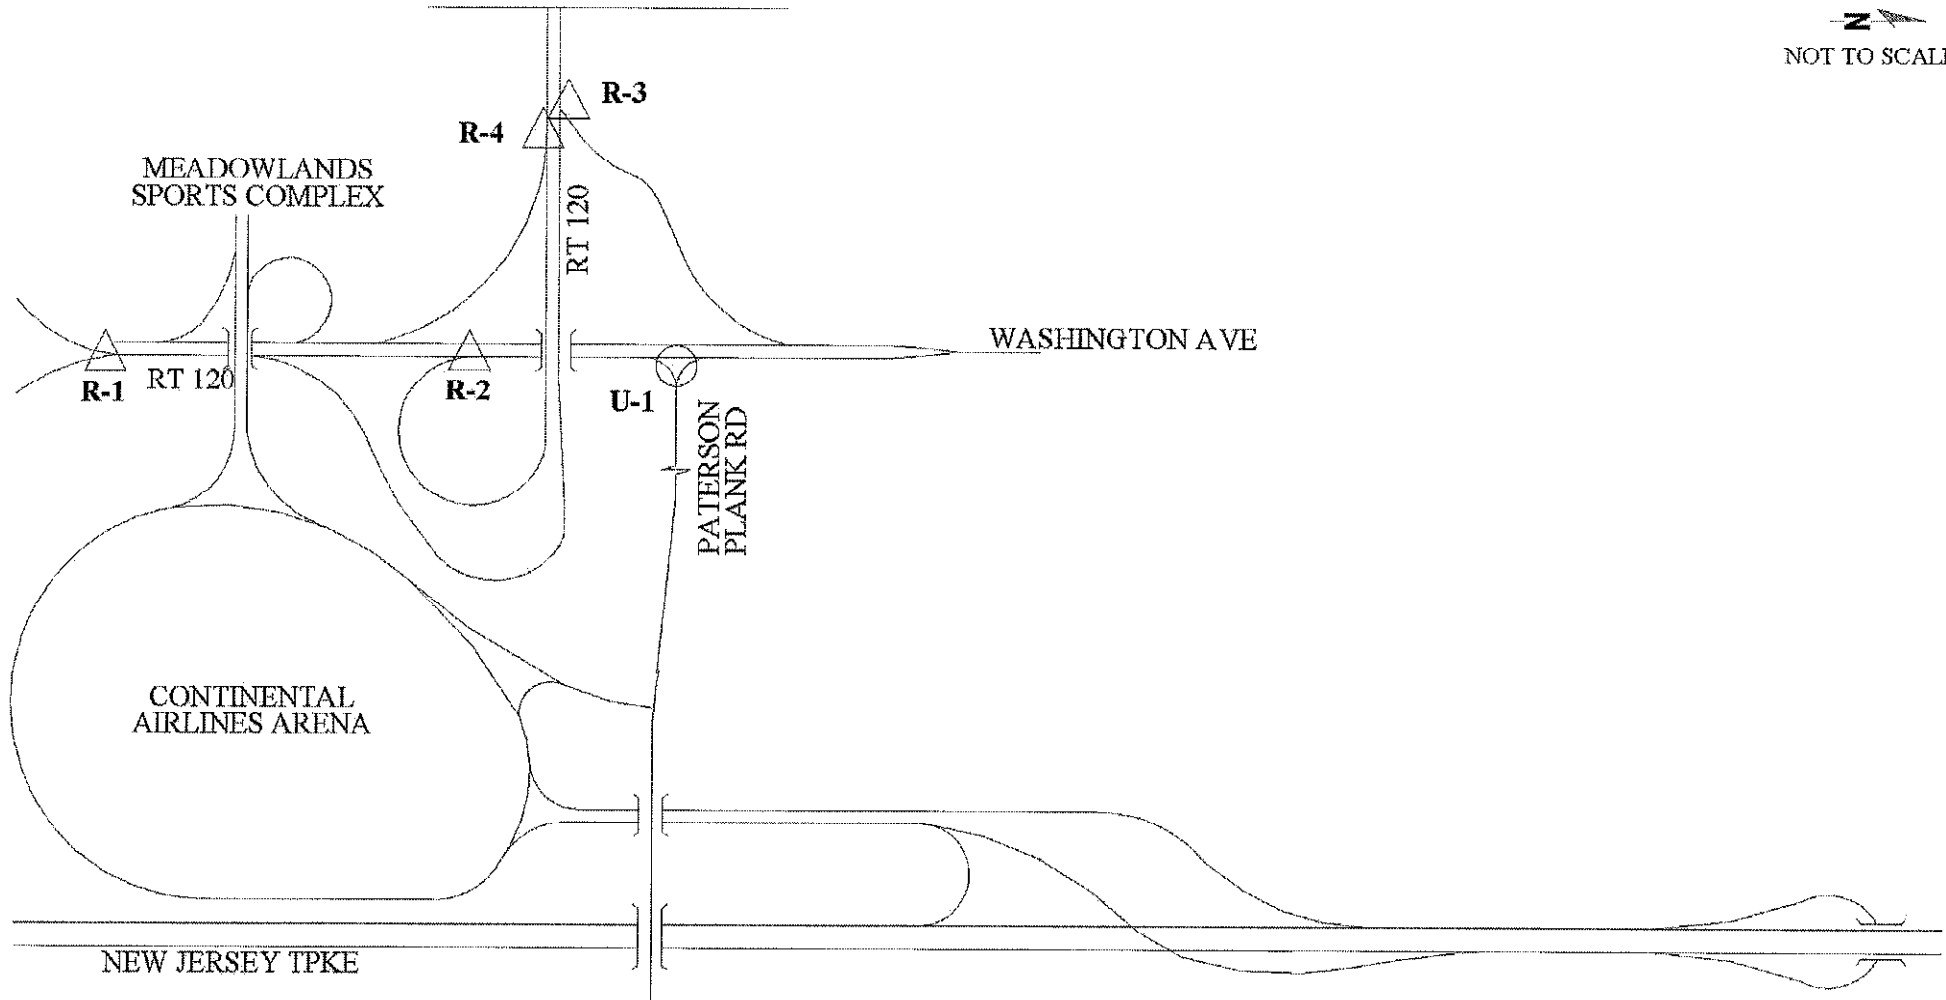 N
NOT TO SCALE
R-3
R-4
MEADOWLANDS
SPORTS COMPLEX
RT 120
WASHINGTON AVE
R-1
RT 120
R-2
U-1
PATERSON
PLANK RD
CONTINENTAL
AIRLINES ARENA
NEW JERSEY TPKE